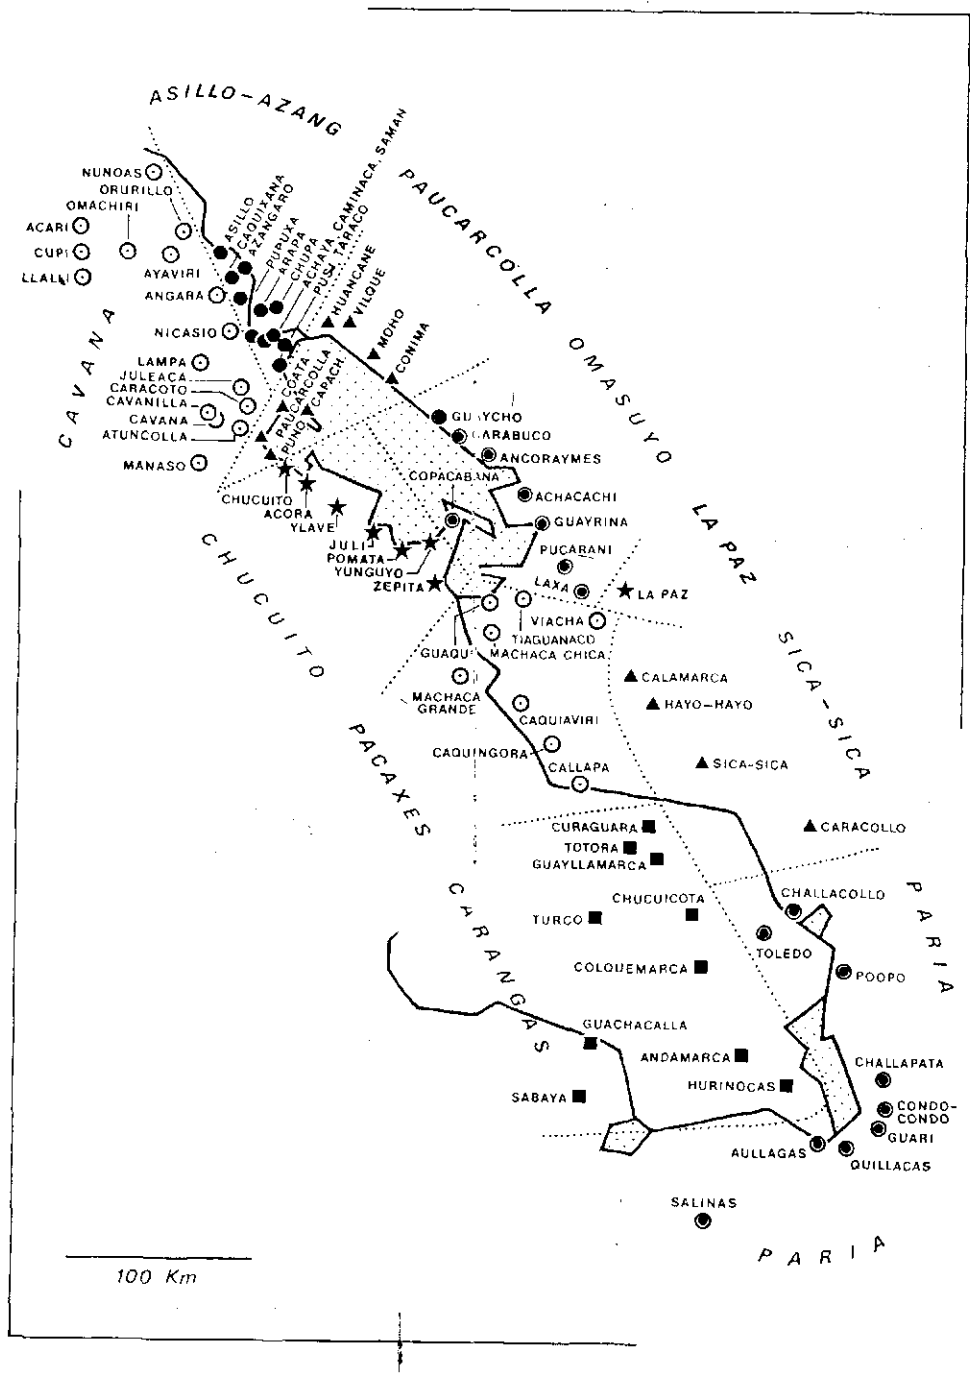 ASILLO-AZANG
PAUCARCOLLA
OMASUYO
LA PAZ
SICA-SICA
PARIA
CAVANA
CHUCUITO
PACAXES
CARANGAS
PARIA
NUNOAS
ORURILLO
OMACHIRI
ACARI
CUPI
LLALLI
AYAVIRI
ANGARA
NICASIO
LAMPA
JULEACA
CARACOTO
CAVANILLA
CAVANA
ATUNCOLLA
MANASO
ASILLO
CAQUIXANA
AZANGARO
PUPUXA
ARAPA
CHUPA
ACHAYA, CAMINACA, SAMAN
PUSI, TARACO
HUANCANE
VILQUE
MOHO
CONIMA
COATA
PAUCARCOLLA
CAPACH.
PUNO
CHUCUITO
ACORA
YLAVE
JULI
POMATA
YUNGUYO
ZEPITA
GUAYCHO
CARABUCO
ANCORAYMES
COPACABANA
ACHACACHI
GUAYRINA
PUCARANI
LAXA
LA PAZ
VIACHA
TIAGUANACO
GUAQUI
MACHACA CHICA
MACHACA
GRANDE
CALAMARCA
HAYO-HAYO
CAQUIAVIRI
CAQUINGORA
SICA-SICA
CALLAPA
CURAGUARA
CARACOLLO
TOTORA
GUAYLLAMARCA
CHUCUICOTA
CHALLACOLLO
TURCO
TOLEDO
COLQUEMARCA
POOPO
GUACHACALLA
ANDAMARCA
CHALLAPATA
HURINOCAS
SABAYA
CONDO-
CONDO
GUARI
AULLAGAS
QUILLACAS
SALINAS
100 Km